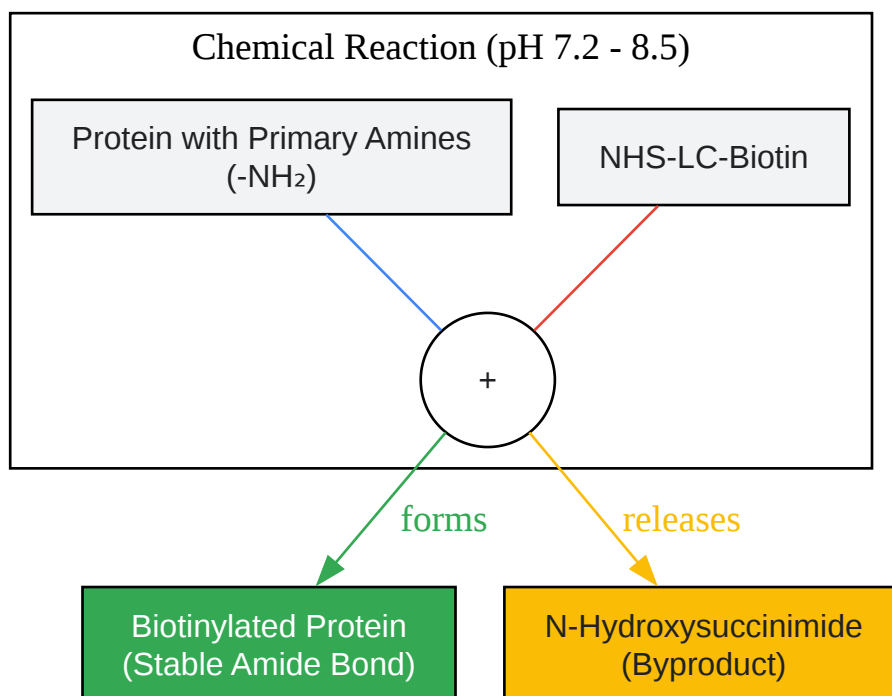 Chemical Reaction (pH 7.2 - 8.5)
Protein with Primary Amines
(-NH₂)
NHS-LC-Biotin
+
forms
releases
Biotinylated Protein
(Stable Amide Bond)
N-Hydroxysuccinimide
(Byproduct)